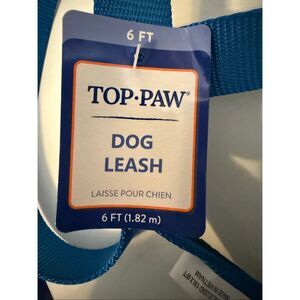 6 FT
TOP·PAW®
DOG
LEASH
LAISSE POUR CHIEN
6 FT (1.82 m)